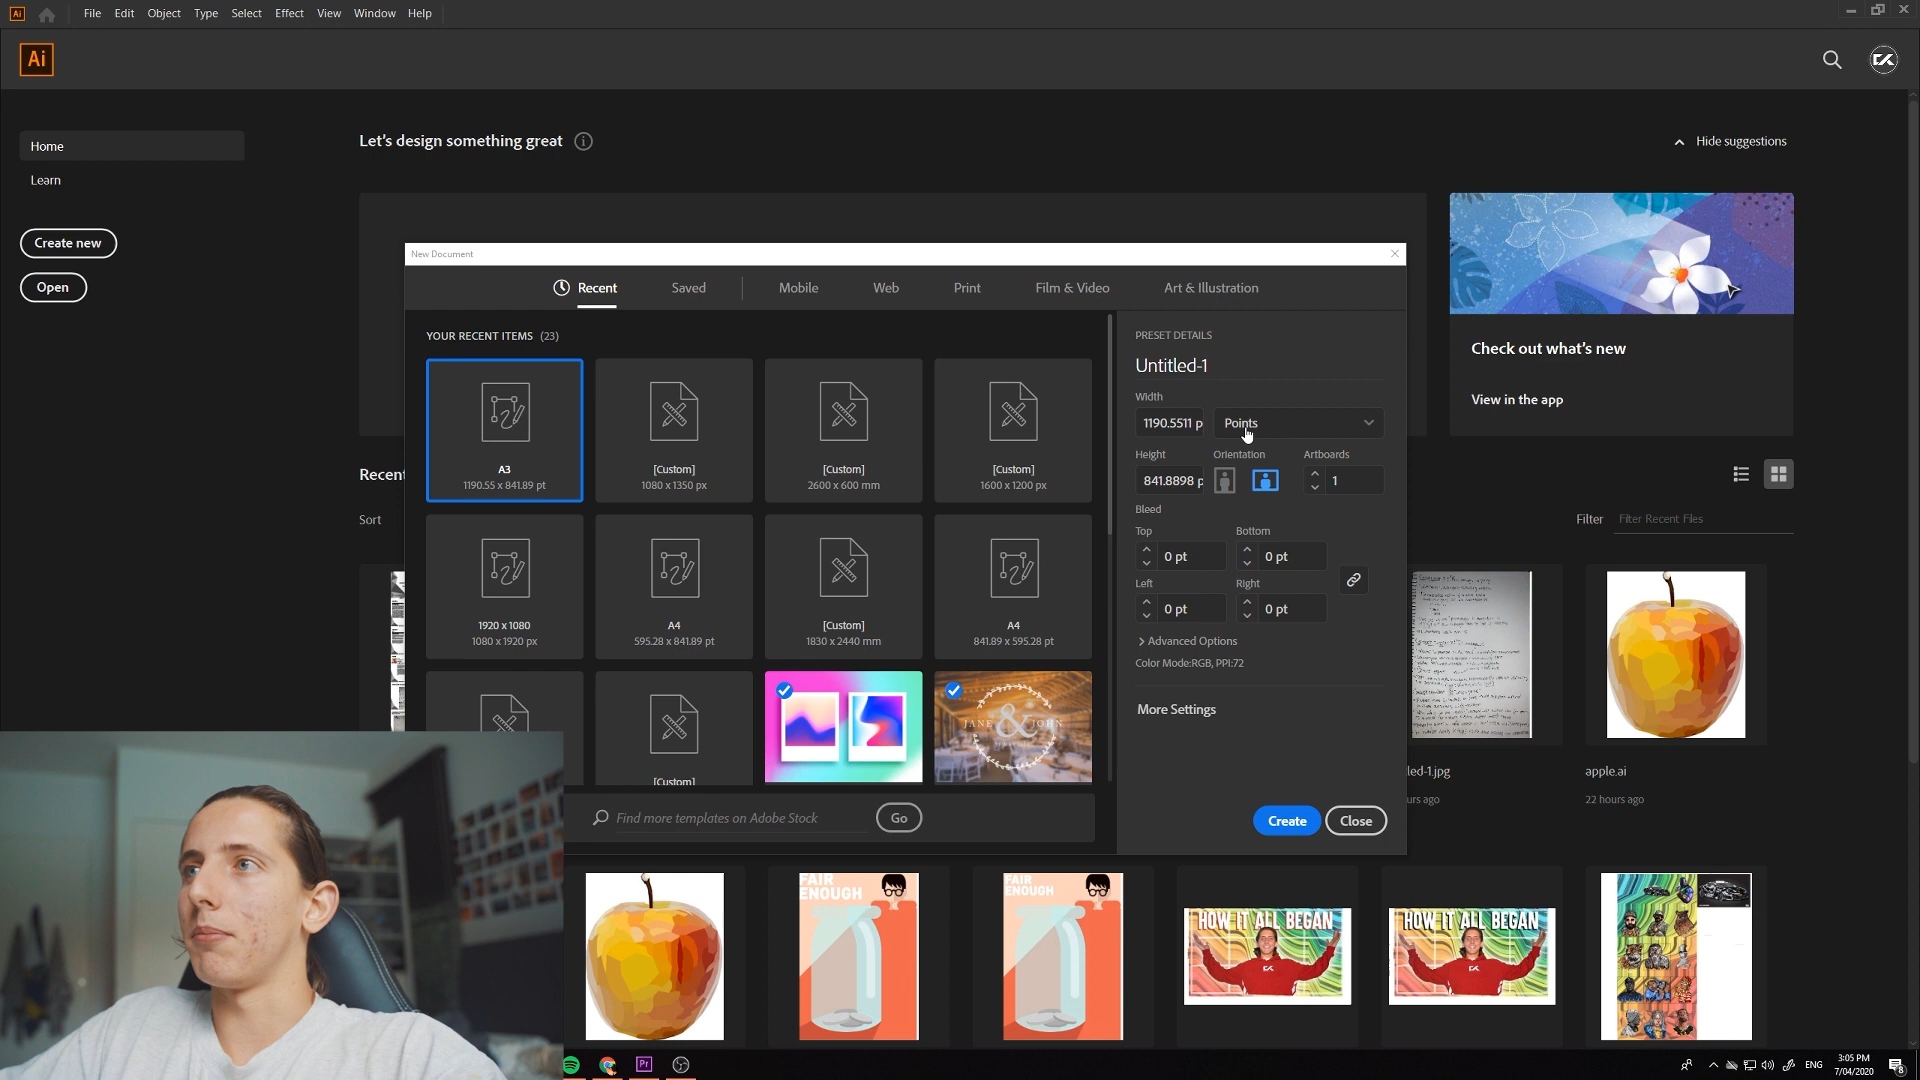 Ai
File Edit Object Type Select Effect View Window Help
Ai
Home
Learn
Create new
Open
Let's design something great
Hide suggestions
New Document
Recent Saved Mobile Web Print Film & Video Art & Illustration
YOUR RECENT ITEMS (23)
A3
1190.55 x 841.89 pt
[Custom]
1080 x 1350 px
[Custom]
2600 x 600 mm
[Custom]
1600 x 1200 px
1920 x 1080
1080 x 1920 px
A4
595.28 x 841.89 pt
[Custom]
1830 x 2440 mm
A4
841.89 x 595.28 pt
[Custom]
JANE & JOHN
Find more templates on Adobe Stock
Go
PRESET DETAILS
Untitled-1
Width
1190.5511 p
Points
Height Orientation Artboards
841.8898 p
1
Bleed
Top Bottom
0 pt 0 pt
Left Right
0 pt 0 pt
Advanced Options
Color Mode:RGB, PPI:72
More Settings
Create
Close
Check out what's new
View in the app
Recent
Sort
Filter Filter Recent Files
led-1.jpg
urs ago
apple.ai
22 hours ago
FAIR
ENOUGH
FAIR
ENOUGH
HOW IT ALL BEGAN
HOW IT ALL BEGAN
Pr
ENG
3:05 PM
7/04/2020
8